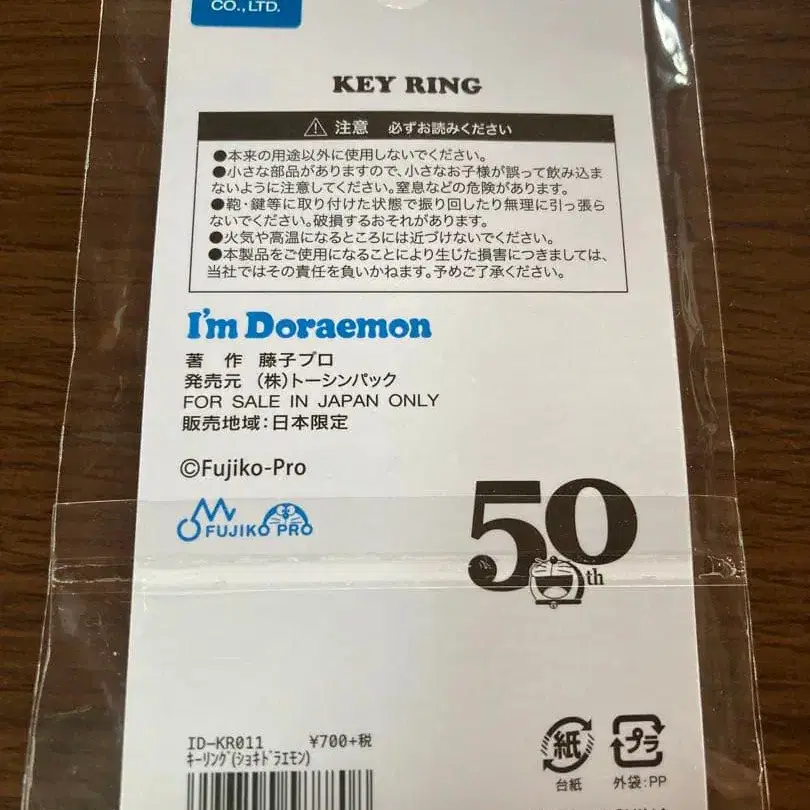 CO.,LTD.
KEY RING
注意 必ずお読みください
●本来の用途以外に使用しないでください。
●小さな部品がありますので、小さなお子様が誤って飲み込ま
ないように注意してください。窒息などの危険があります。
●鞄・鍵等に取り付けた状態で振り回したり無理に引っ張ら
ないでください。破損するおそれがあります。
●火気や高温になるところには近づけないでください。
●本製品をご使用になることにより生じた損害につきましては、
当社ではその責任を負いかねます。予めご了承ください。
I'm Doraemon
著 作 藤子プロ
発売元 (株)トーシンパック
FOR SALE IN JAPAN ONLY
販売地域:日本限定
©Fujiko-Pro
FUJIKO PRO
50th
ID-KR011 ¥700+税
ｷｰﾘﾝｸﾞ(ｼｮｷﾄﾞﾗｴﾓﾝ)
紙 プラ
台紙 外袋:PP